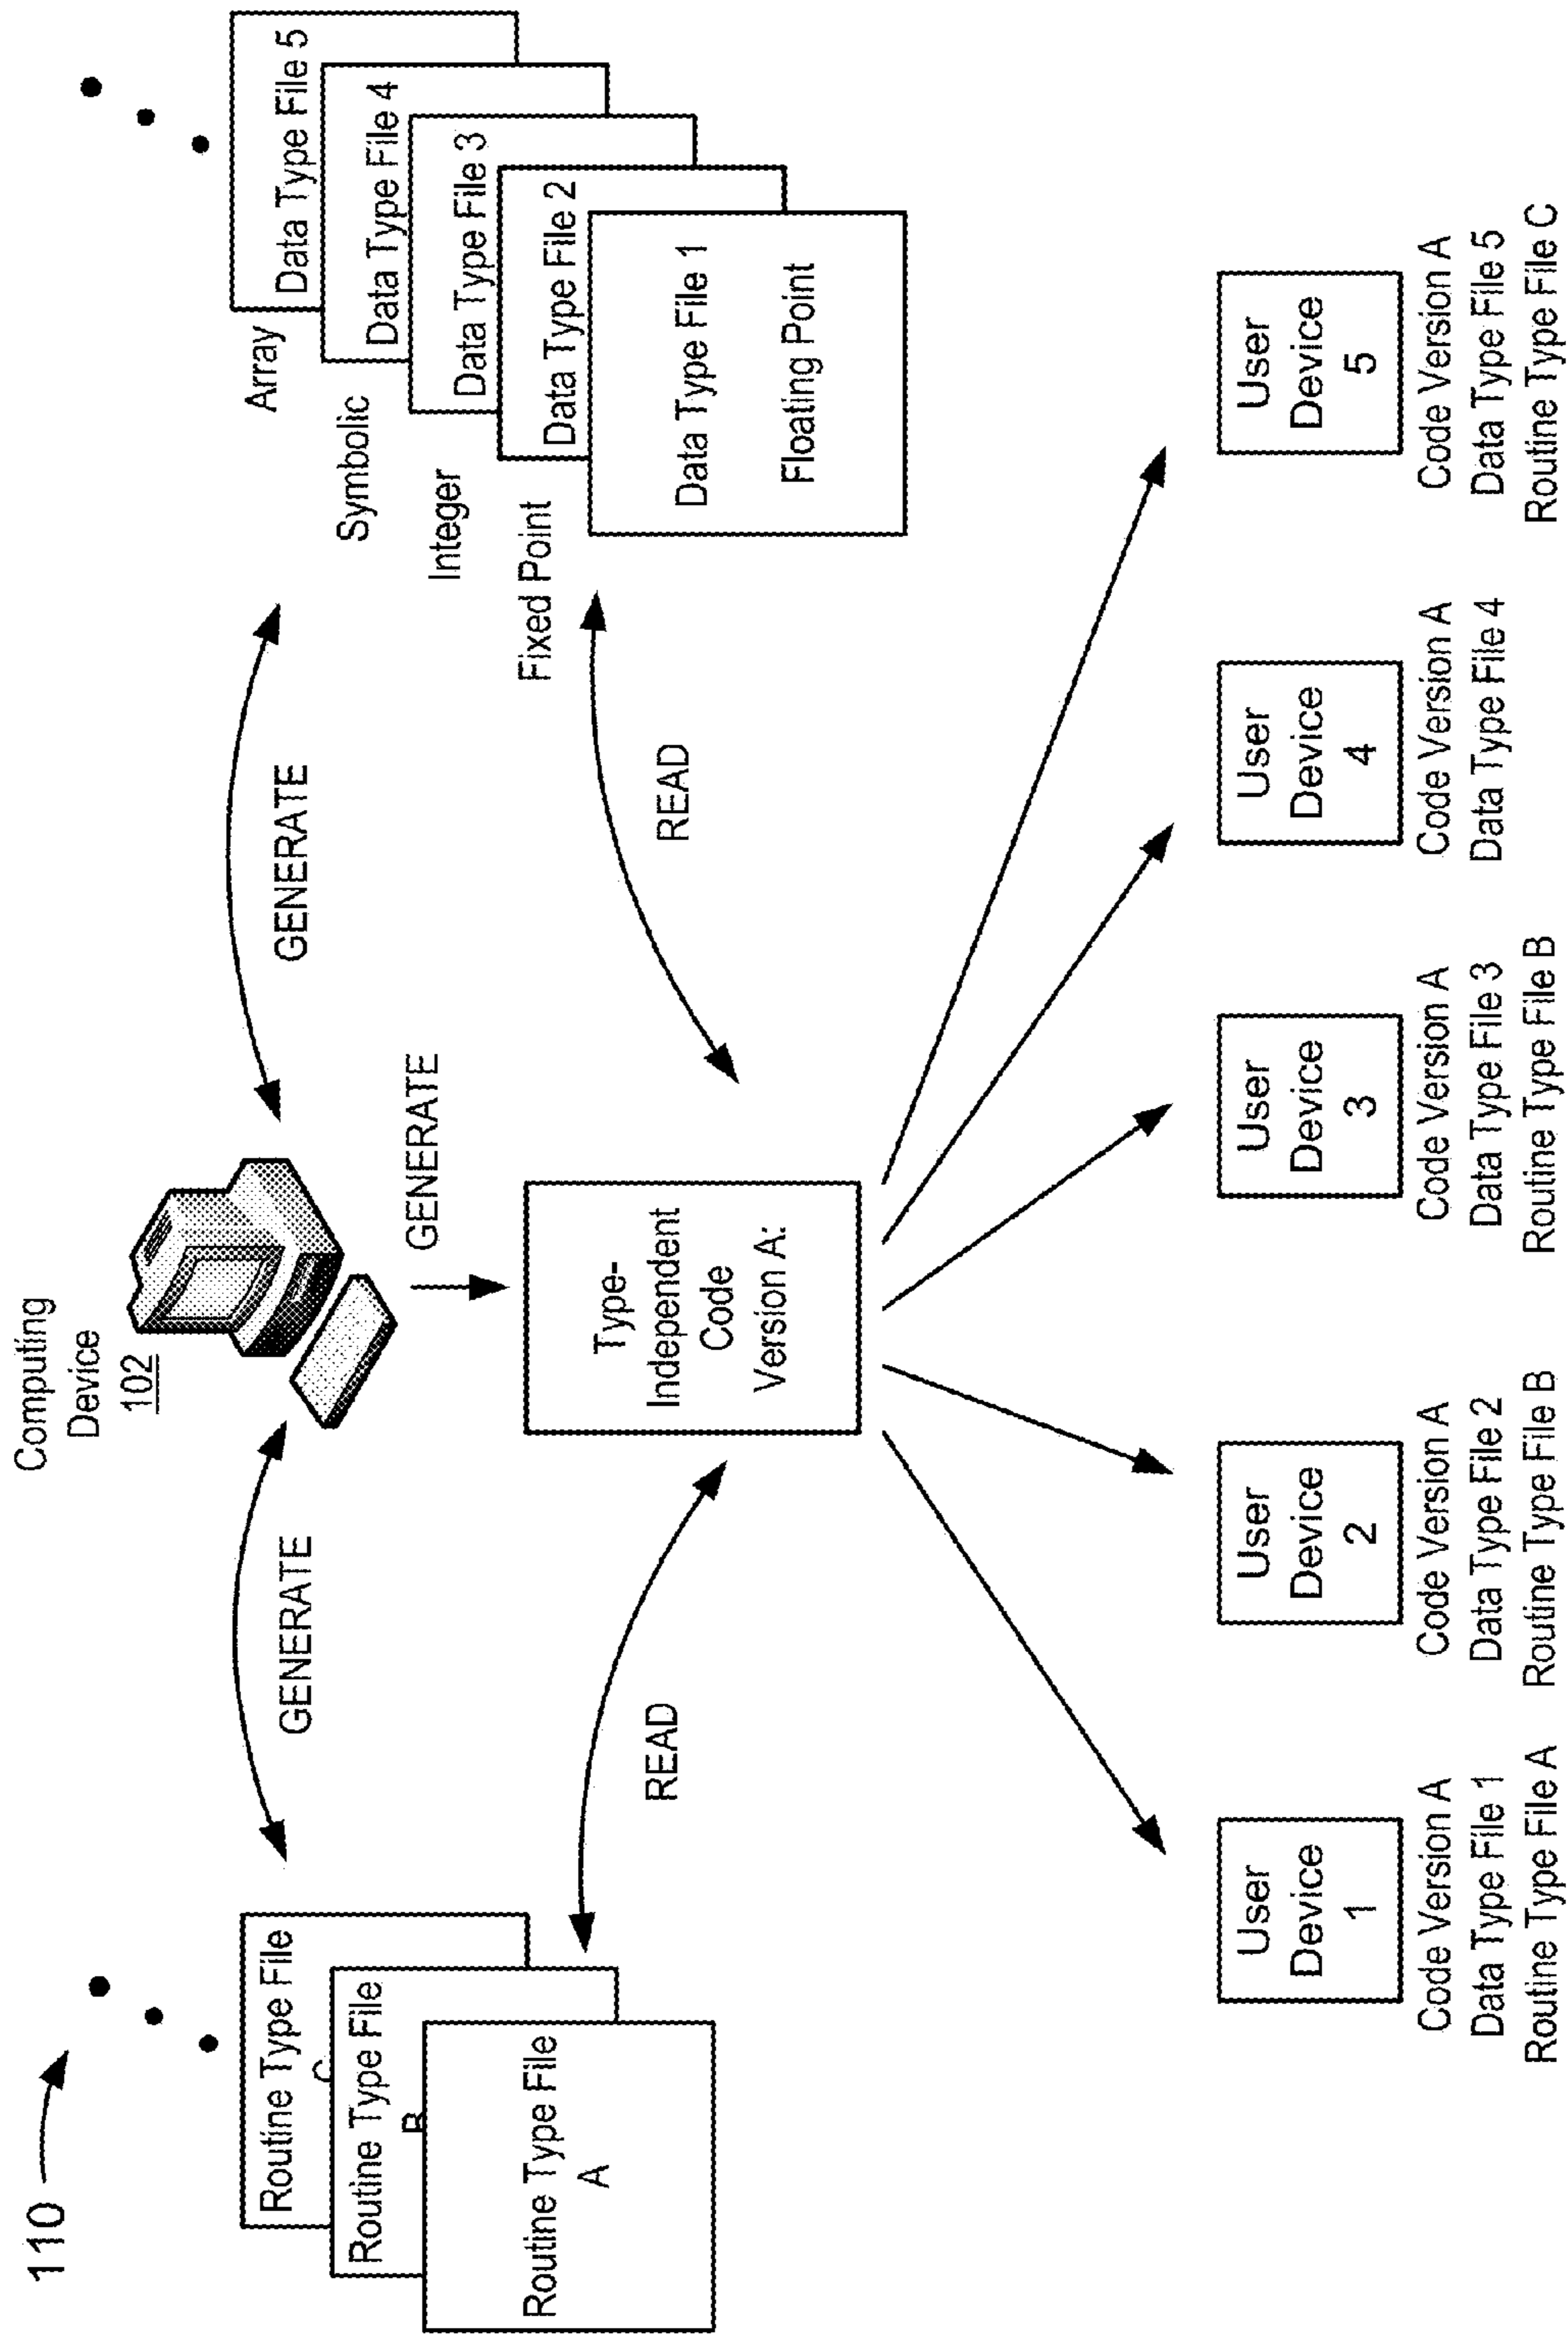 110
Computing
Device
102
GENERATE
GENERATE
GENERATE
Routine Type File
C
Routine Type File
B
Routine Type File
A
READ
Type-
Independent
Code
Version A:
READ
Array
Data Type File 5
Symbolic
Data Type File 4
Integer
Data Type File 3
Fixed Point
Data Type File 2
Data Type File 1
Floating Point
User
Device
1
Code Version A
Data Type File 1
Routine Type File A
User
Device
2
Code Version A
Data Type File 2
Routine Type File B
User
Device
3
Code Version A
Data Type File 3
Routine Type File B
User
Device
4
Code Version A
Data Type File 4
User
Device
5
Code Version A
Data Type File 5
Routine Type File C